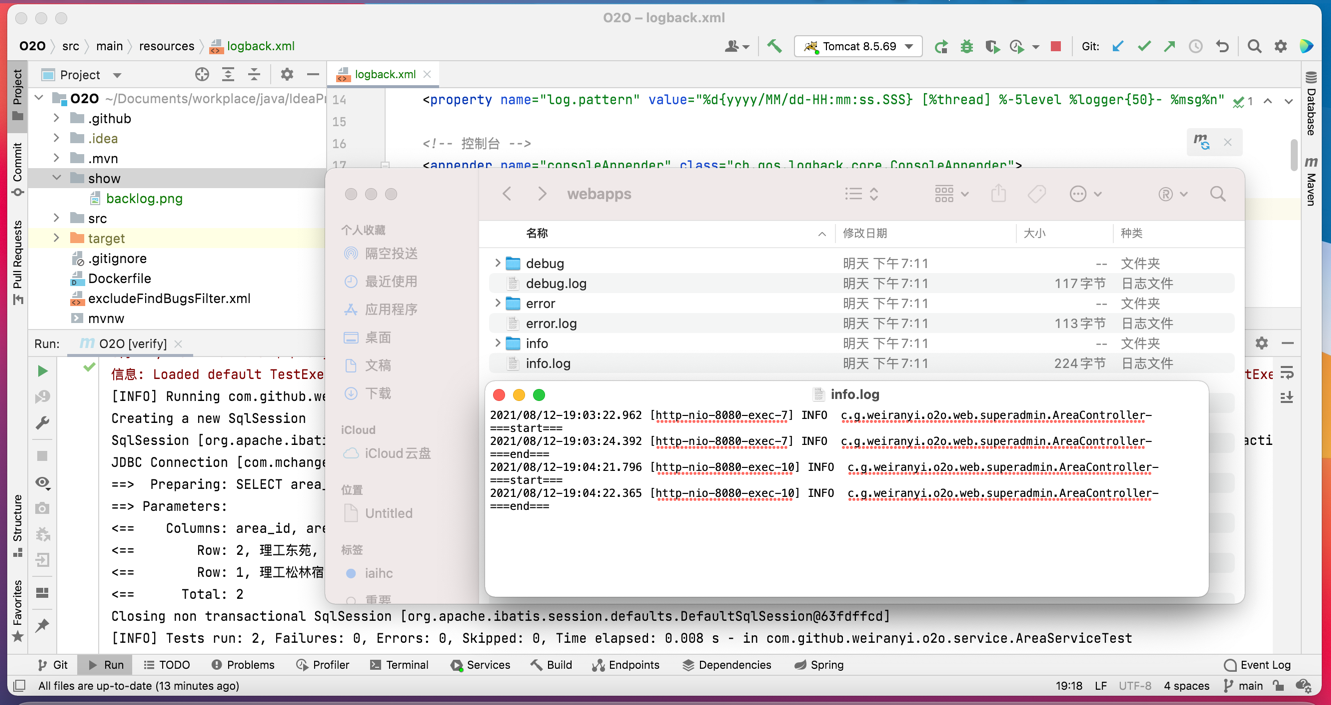 O2O – logback.xml
O2O src main resources logback.xml Tomcat 8.5.69 Git:
Project logback.xml
O2O ~/Documents/workplace/java/IdeaPr
.github
.idea
.mvn
show
backlog.png
src
target
.gitignore
Dockerfile
excludeFindBugsFilter.xml
mvnw
14 <property name="log.pattern" value="%d{yyyy/MM/dd-HH:mm:ss.SSS} [%thread] %-5level %logger{50}- %msg%n" 1
15
16 <!-- 控制台 -->
17 <appender name="consoleAppender" class="ch.qos.logback.core.ConsoleAppender">
Project
Commit
Pull Requests
Structure
Favorites
Database
Maven
webapps
个人收藏
隔空投送
最近使用
应用程序
桌面
文稿
下载
iCloud
iCloud 云盘
位置
Untitled
标签
iaihc
重要
名称 修改日期 大小 种类
debug 明天 下午7:11 -- 文件夹
debug.log 明天 下午7:11 117 字节 日志文件
error 明天 下午7:11 -- 文件夹
error.log 明天 下午7:11 113 字节 日志文件
info 明天 下午7:11 -- 文件夹
info.log 明天 下午7:11 224 字节 日志文件
info.log
2021/08/12-19:03:22.962 [http-nio-8080-exec-7] INFO c.g.weiranyi.o2o.web.superadmin.AreaController-
===start===
2021/08/12-19:03:24.392 [http-nio-8080-exec-7] INFO c.g.weiranyi.o2o.web.superadmin.AreaController-
===end===
2021/08/12-19:04:21.796 [http-nio-8080-exec-10] INFO c.g.weiranyi.o2o.web.superadmin.AreaController-
===start===
2021/08/12-19:04:22.365 [http-nio-8080-exec-10] INFO c.g.weiranyi.o2o.web.superadmin.AreaController-
===end===
Run: O2O [verify]
信息: Loaded default TestExe tExe
[INFO] Running com.github.we
Creating a new SqlSession
SqlSession [org.apache.ibati acti
JDBC Connection [com.mchange
==> Preparing: SELECT area_
==> Parameters:
<== Columns: area_id, are
<== Row: 2, 理工东苑,
<== Row: 1, 理工松林宿
<== Total: 2
Closing non transactional SqlSession [org.apache.ibatis.session.defaults.DefaultSqlSession@63fdffcd]
[INFO] Tests run: 2, Failures: 0, Errors: 0, Skipped: 0, Time elapsed: 0.008 s - in com.github.weiranyi.o2o.service.AreaServiceTest
Git Run TODO Problems Profiler Terminal Services Build Endpoints Dependencies Spring Event Log
All files are up-to-date (13 minutes ago) 19:18 LF UTF-8 4 spaces main